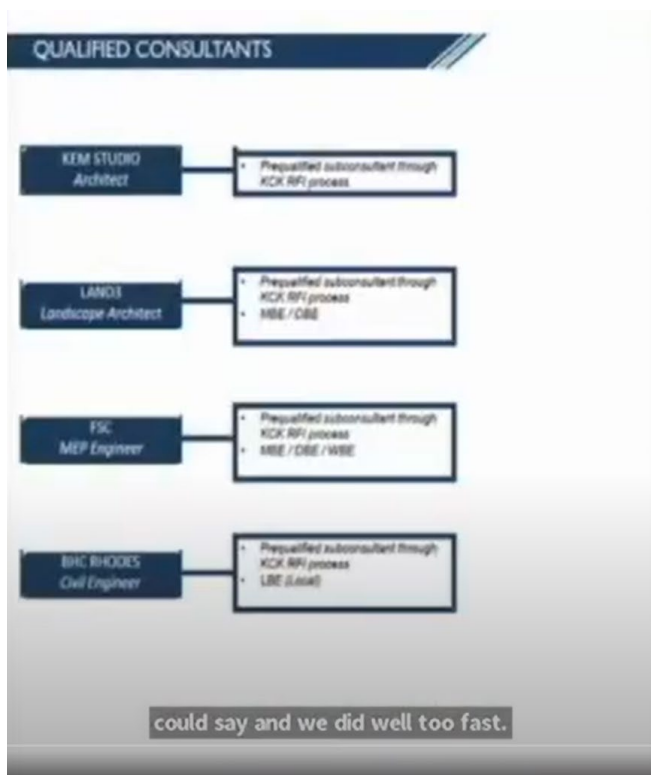 QUALIFIED CONSULTANTS
KEM STUDIO
Architect
• Prequalified subconsultant through
KCK RFI process
LAND3
Landscape Architect
• Prequalified subconsultant through
KCK RFI process
• MBE / DBE
FSC
MEP Engineer
• Prequalified subconsultant through
KCK RFI process
• MBE / DBE / WBE
BHC RHODES
Civil Engineer
• Prequalified subconsultant through
KCK RFI process
• LBE (Local)
could say and we did well too fast.